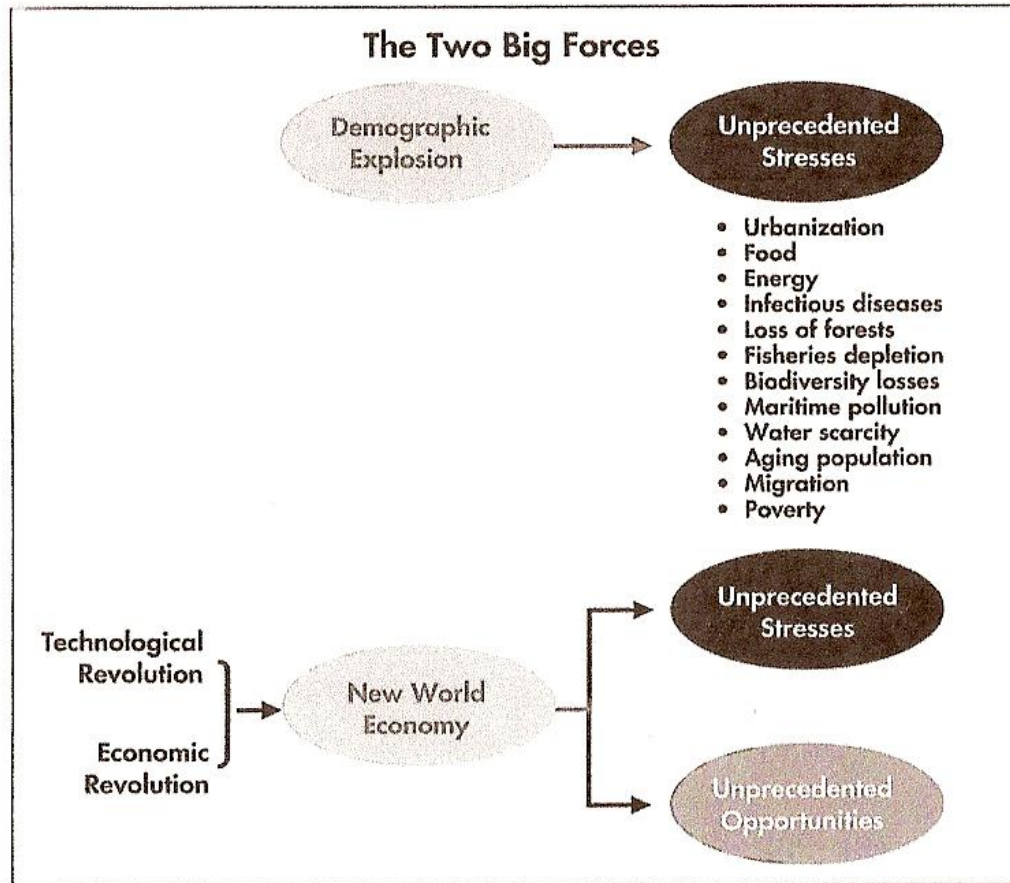 The Two Big Forces
Demographic
Explosion
Unprecedented
Stresses
• Urbanization
• Food
• Energy
• Infectious diseases
• Loss of forests
• Fisheries depletion
• Biodiversity losses
• Maritime pollution
• Water scarcity
• Aging population
• Migration
• Poverty
Technological
Revolution
Economic
Revolution
New World
Economy
Unprecedented
Stresses
Unprecedented
Opportunities